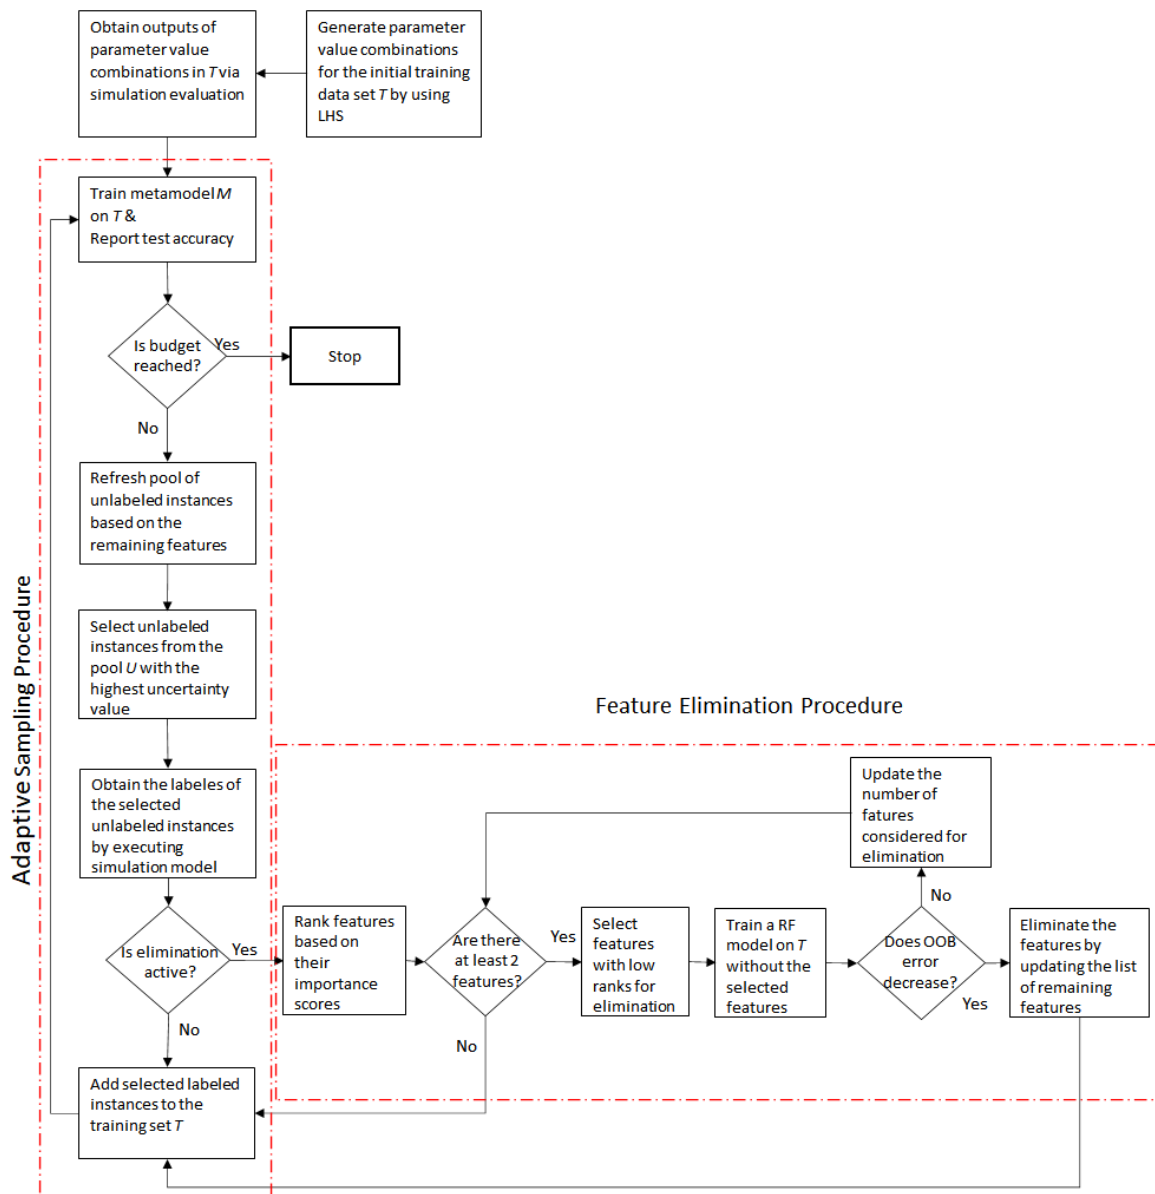 Generate parameter
value combinations
for the initial training
data set T by using
LHS
Obtain outputs of
parameter value
combinations in T via
simulation evaluation
Adaptive Sampling Procedure
Train metamodel M
on T &
Report test accuracy
Is budget
reached?
Yes
Stop
No
Refresh pool of
unlabeled instances
based on the
remaining features
Select unlabeled
instances from the
pool U with the
highest uncertainty
value
Obtain the labeles of
the selected
unlabeled instances
by executing
simulation model
Is elimination
active?
Yes
No
Add selected labeled
instances to the
training set T
Feature Elimination Procedure
Rank features
based on
their
importance
scores
Are there
at least 2
features?
Yes
No
Select
features
with low
ranks for
elimination
Train a RF
model on T
without the
selected
features
Does OOB
error
decrease?
No
Yes
Update the
number of
fatures
considered for
elimination
Eliminate the
features by
updating the list
of remaining
features